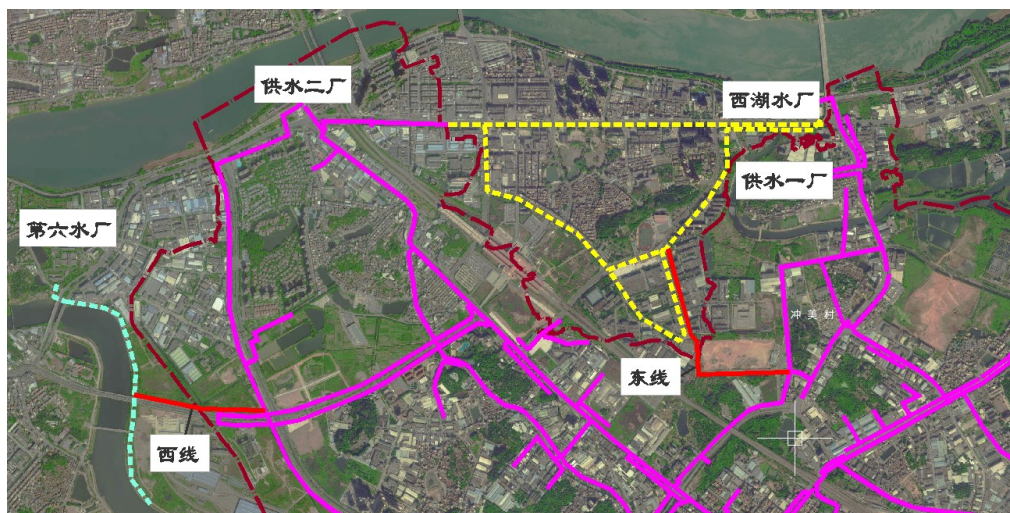 供水二厂
西湖水厂
供水一厂
第六水厂
冲美村
东线
西线